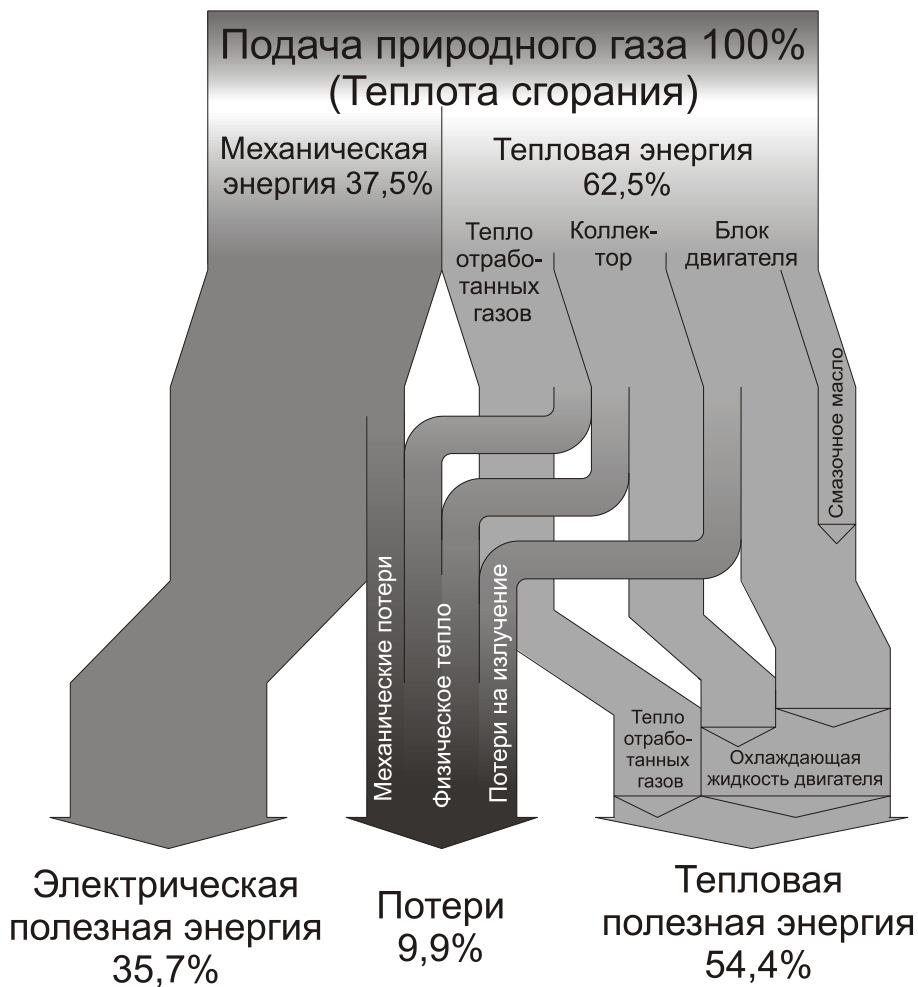 Подача природного газа 100%
(Теплота сгорания)
Механическая
энергия 37,5%
Тепловая энергия
62,5%
Тепло
отрабо-
танных
газов
Коллек-
тор
Блок
двигателя
Смазочное масло
Механические потери
Физическое тепло
Потери на излучение
Тепло
отрабо-
танных
газов
Охлаждающая
жидкость двигателя
Электрическая
полезная энергия
35,7%
Потери
9,9%
Тепловая
полезная энергия
54,4%